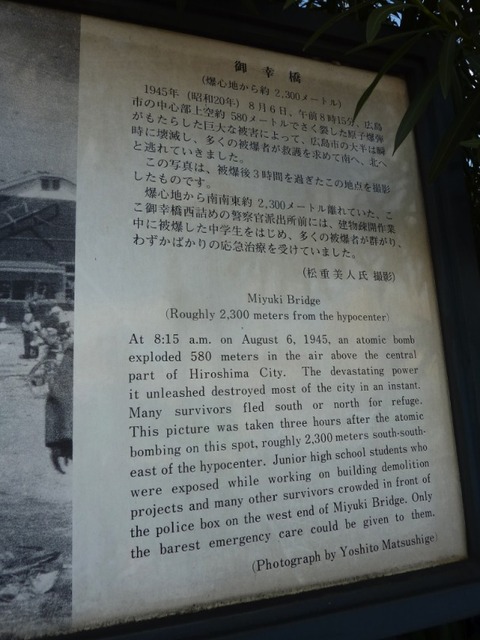 御幸橋
(爆心地から約 2,300メートル)
1945年 (昭和20年) 8月6日、午前8時15分、広島
市の中心部上空約 580メートルでさく裂した原子爆弾
がもたらした巨大な被害によって、広島市の大半は瞬
時に壊滅し、多くの被爆者が救護を求めて南へ、北へ
と逃れていきました。
この写真は、被爆後3時間を過ぎたこの地点を撮影
したものです。
爆心地から南南東約 2,300メートル離れていた、こ
こ御幸橋西詰めの警察官派出所前には、建物疎開作業
中に被爆した中学生をはじめ、多くの被爆者が群がり、
わずかばかりの応急治療を受けていました。
(松重美人氏 撮影)
Miyuki Bridge
(Roughly 2,300 meters from the hypocenter)
At 8:15 a.m. on August 6, 1945, an atomic bomb
exploded 580 meters in the air above the central
part of Hiroshima City. The devastating power
it unleashed destroyed most of the city in an instant.
Many survivors fled south or north for refuge.
This picture was taken three hours after the atomic
bombing on this spot, roughly 2,300 meters south-south-
east of the hypocenter. Junior high school students who
were exposed while working on building demolition
projects and many other survivors crowded in front of
the police box on the west end of Miyuki Bridge. Only
the barest emergency care could be given to them.
(Photograph by Yoshito Matsushige)